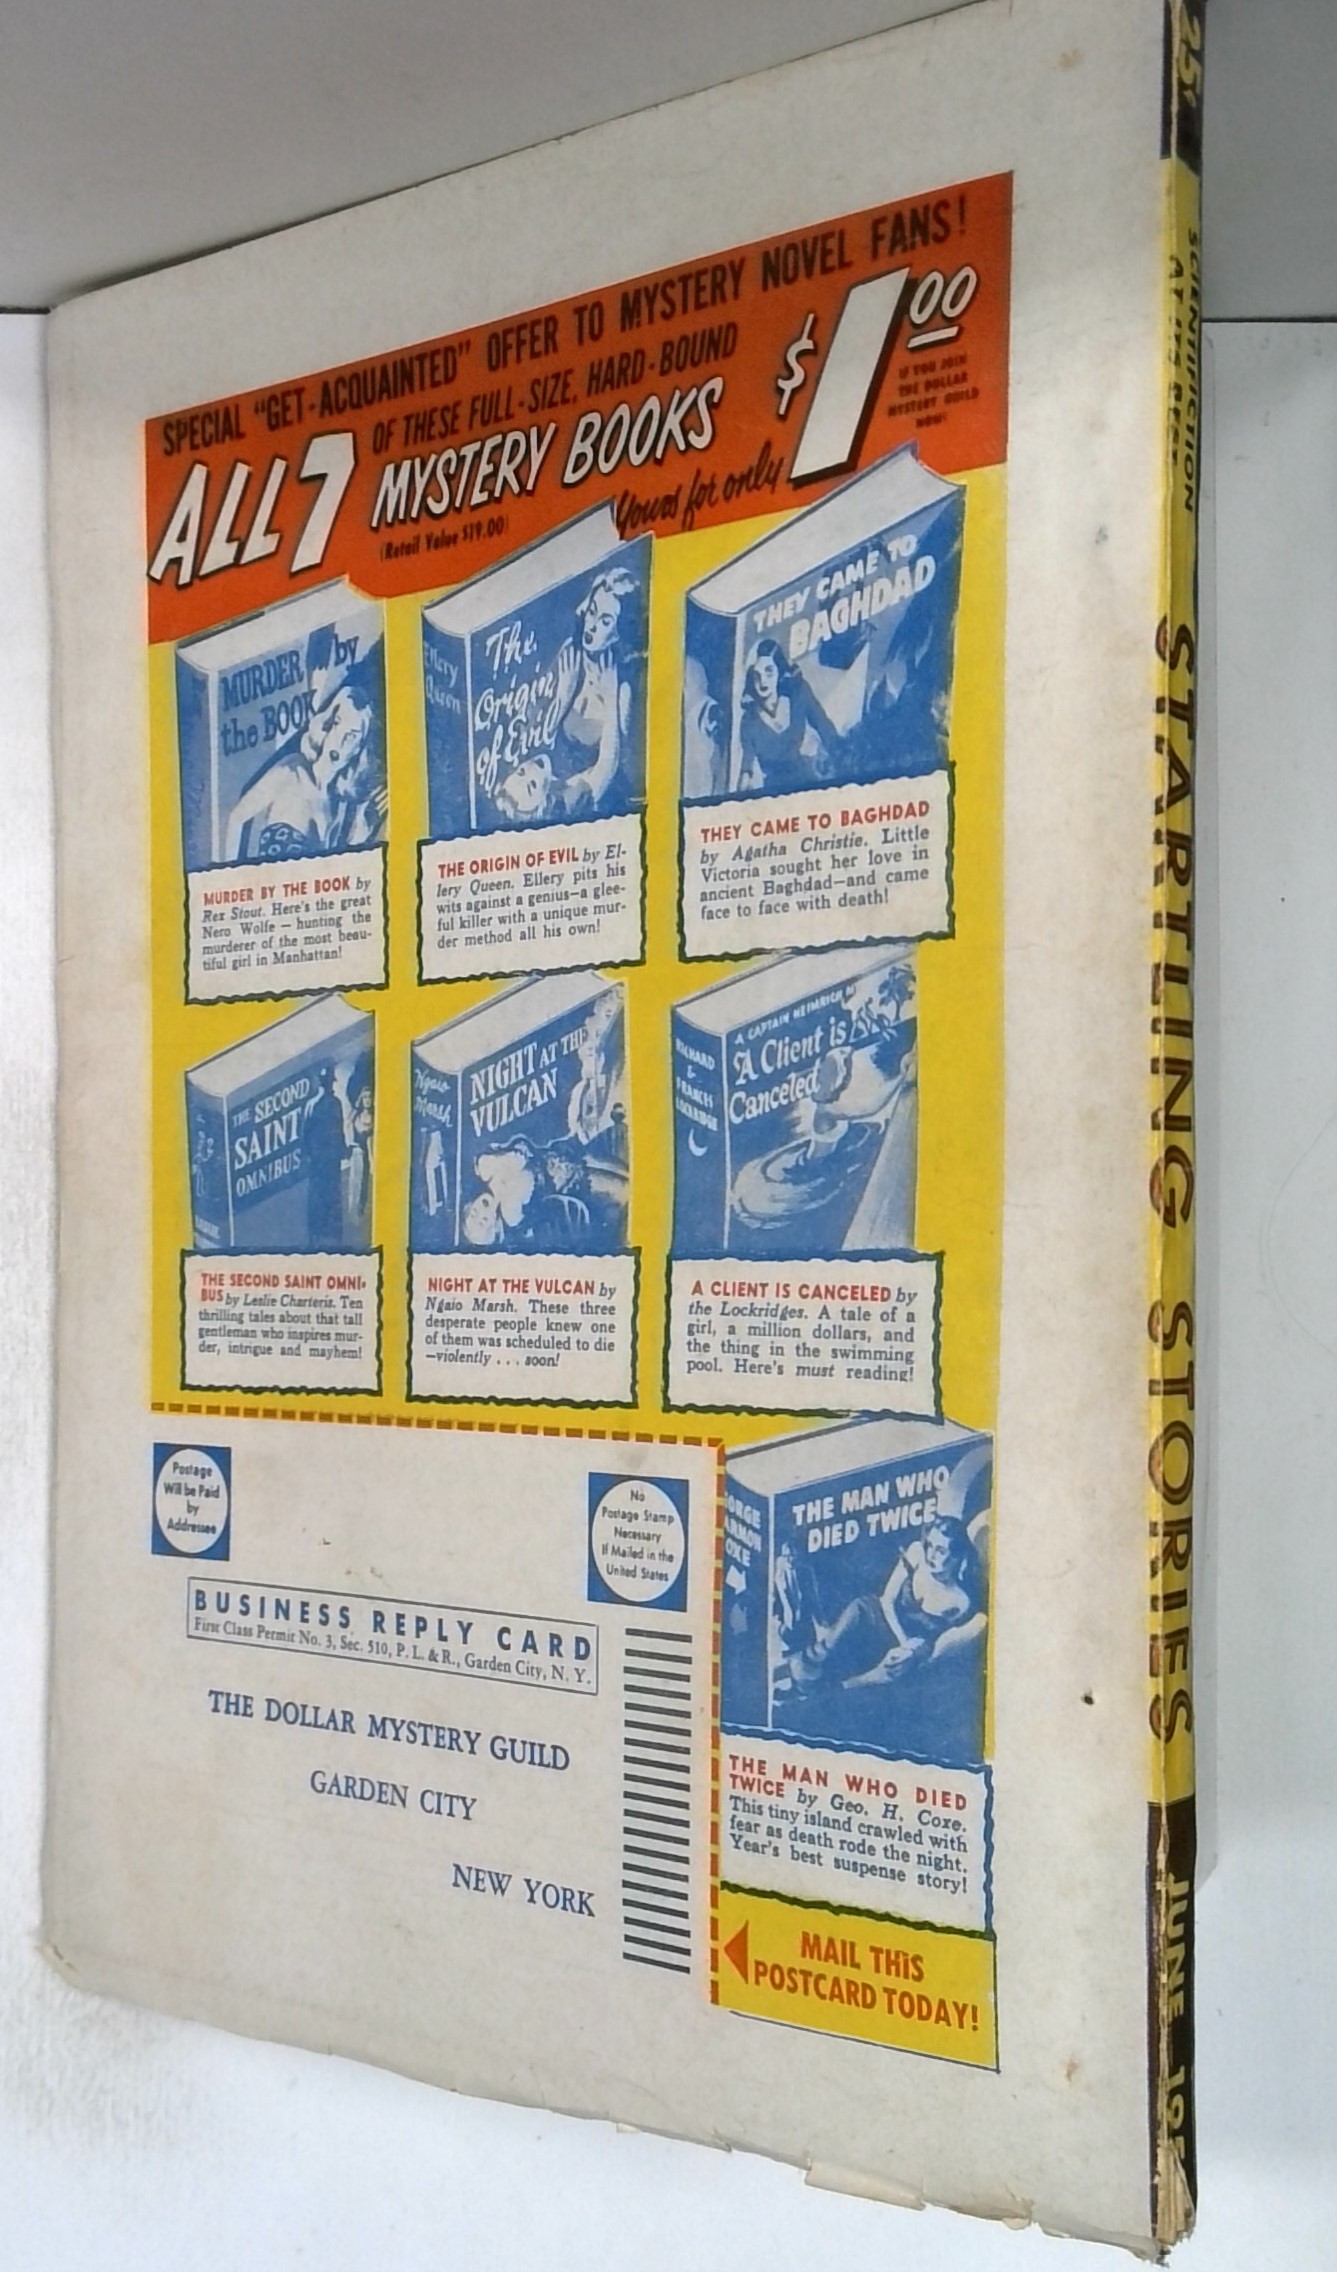 SPECIAL "GET-ACQUAINTED" OFFER TO MYSTERY NOVEL FANS!
ALL 7
OF THESE FULL-SIZE, HARD-BOUND
MYSTERY BOOKS
(Retail Value $19.00)
Yours for only
$1 00
IF YOU JOIN
THE DOLLAR
MYSTERY GUILD
NOW!
MURDER by
the BOOK
Ellery
Queen
The
Origin
of Evil
THEY CAME TO
BAGHDAD
MURDER BY THE BOOK by
Rex Stout. Here's the great
Nero Wolfe — hunting the
murderer of the most beau-
tiful girl in Manhattan!
THE ORIGIN OF EVIL by El-
lery Queen. Ellery pits his
wits against a genius—a glee-
ful killer with a unique mur-
der method all his own!
THEY CAME TO BAGHDAD
by Agatha Christie. Little
Victoria sought her love in
ancient Baghdad—and came
face to face with death!
THE SECOND
SAINT
OMNIBUS
Ngaio
Marsh
NIGHT AT THE
VULCAN
RICHARD
&
FRANCES
LOCKRIDGE
A CAPTAIN HEIMRICH M
A Client is
Canceled
THE SECOND SAINT OMNI-
BUS by Leslie Charteris. Ten
thrilling tales about that tall
gentleman who inspires mur-
der, intrigue and mayhem!
NIGHT AT THE VULCAN by
Ngaio Marsh. These three
desperate people knew one
of them was scheduled to die
—violently . . . soon!
A CLIENT IS CANCELED by
the Lockridges. A tale of a
girl, a million dollars, and
the thing in the swimming
pool. Here's must reading!
Postage
Will be Paid
by
Addressee
No
Postage Stamp
Necessary
If Mailed in the
United States
BUSINESS REPLY CARD
First Class Permit No. 3, Sec. 510, P. L. & R., Garden City, N. Y.
THE DOLLAR MYSTERY GUILD
GARDEN CITY
NEW YORK
ORGE
RMON
OXE
THE MAN WHO
DIED TWICE
THE MAN WHO DIED
TWICE by Geo. H. Coxe.
This tiny island crawled with
fear as death rode the night.
Year's best suspense story!
MAIL THIS
POSTCARD TODAY!
25¢
SCIENTIFICTION
AT ITS BEST
STARTLING STORIES
JUNE 195